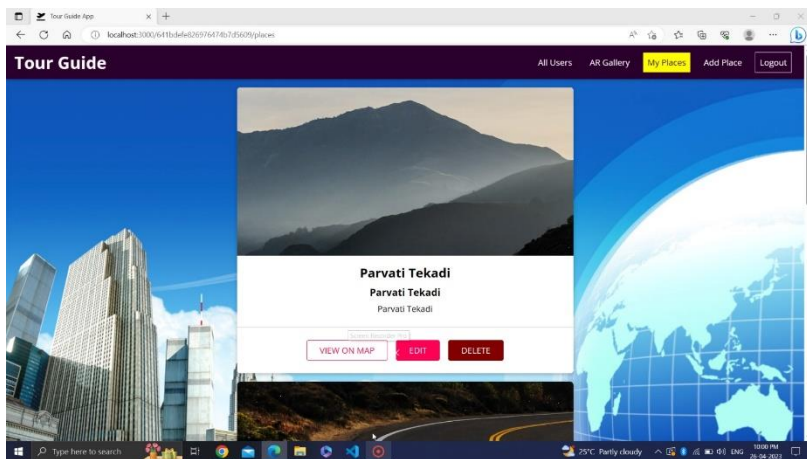 Tour Guide App
localhost:3000/641bdefe826976474b7d5609/places
Tour Guide
All Users AR Gallery My Places Add Place Logout
Parvati Tekadi
Parvati Tekadi
Parvati Tekadi
VIEW ON MAP EDIT DELETE
Type here to search
25°C Partly cloudy
ENG
10:00 PM
26-04-2023